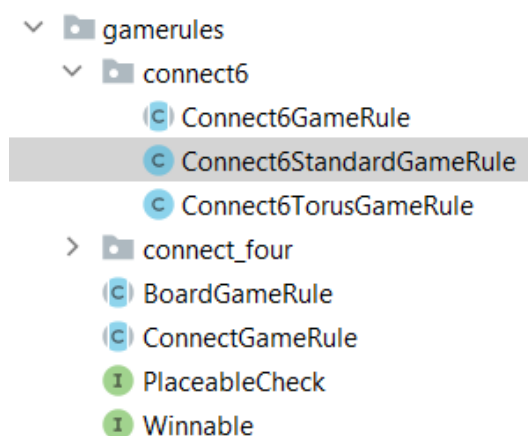 gamerules
connect6
Connect6GameRule
Connect6StandardGameRule
Connect6TorusGameRule
connect_four
BoardGameRule
ConnectGameRule
PlaceableCheck
Winnable